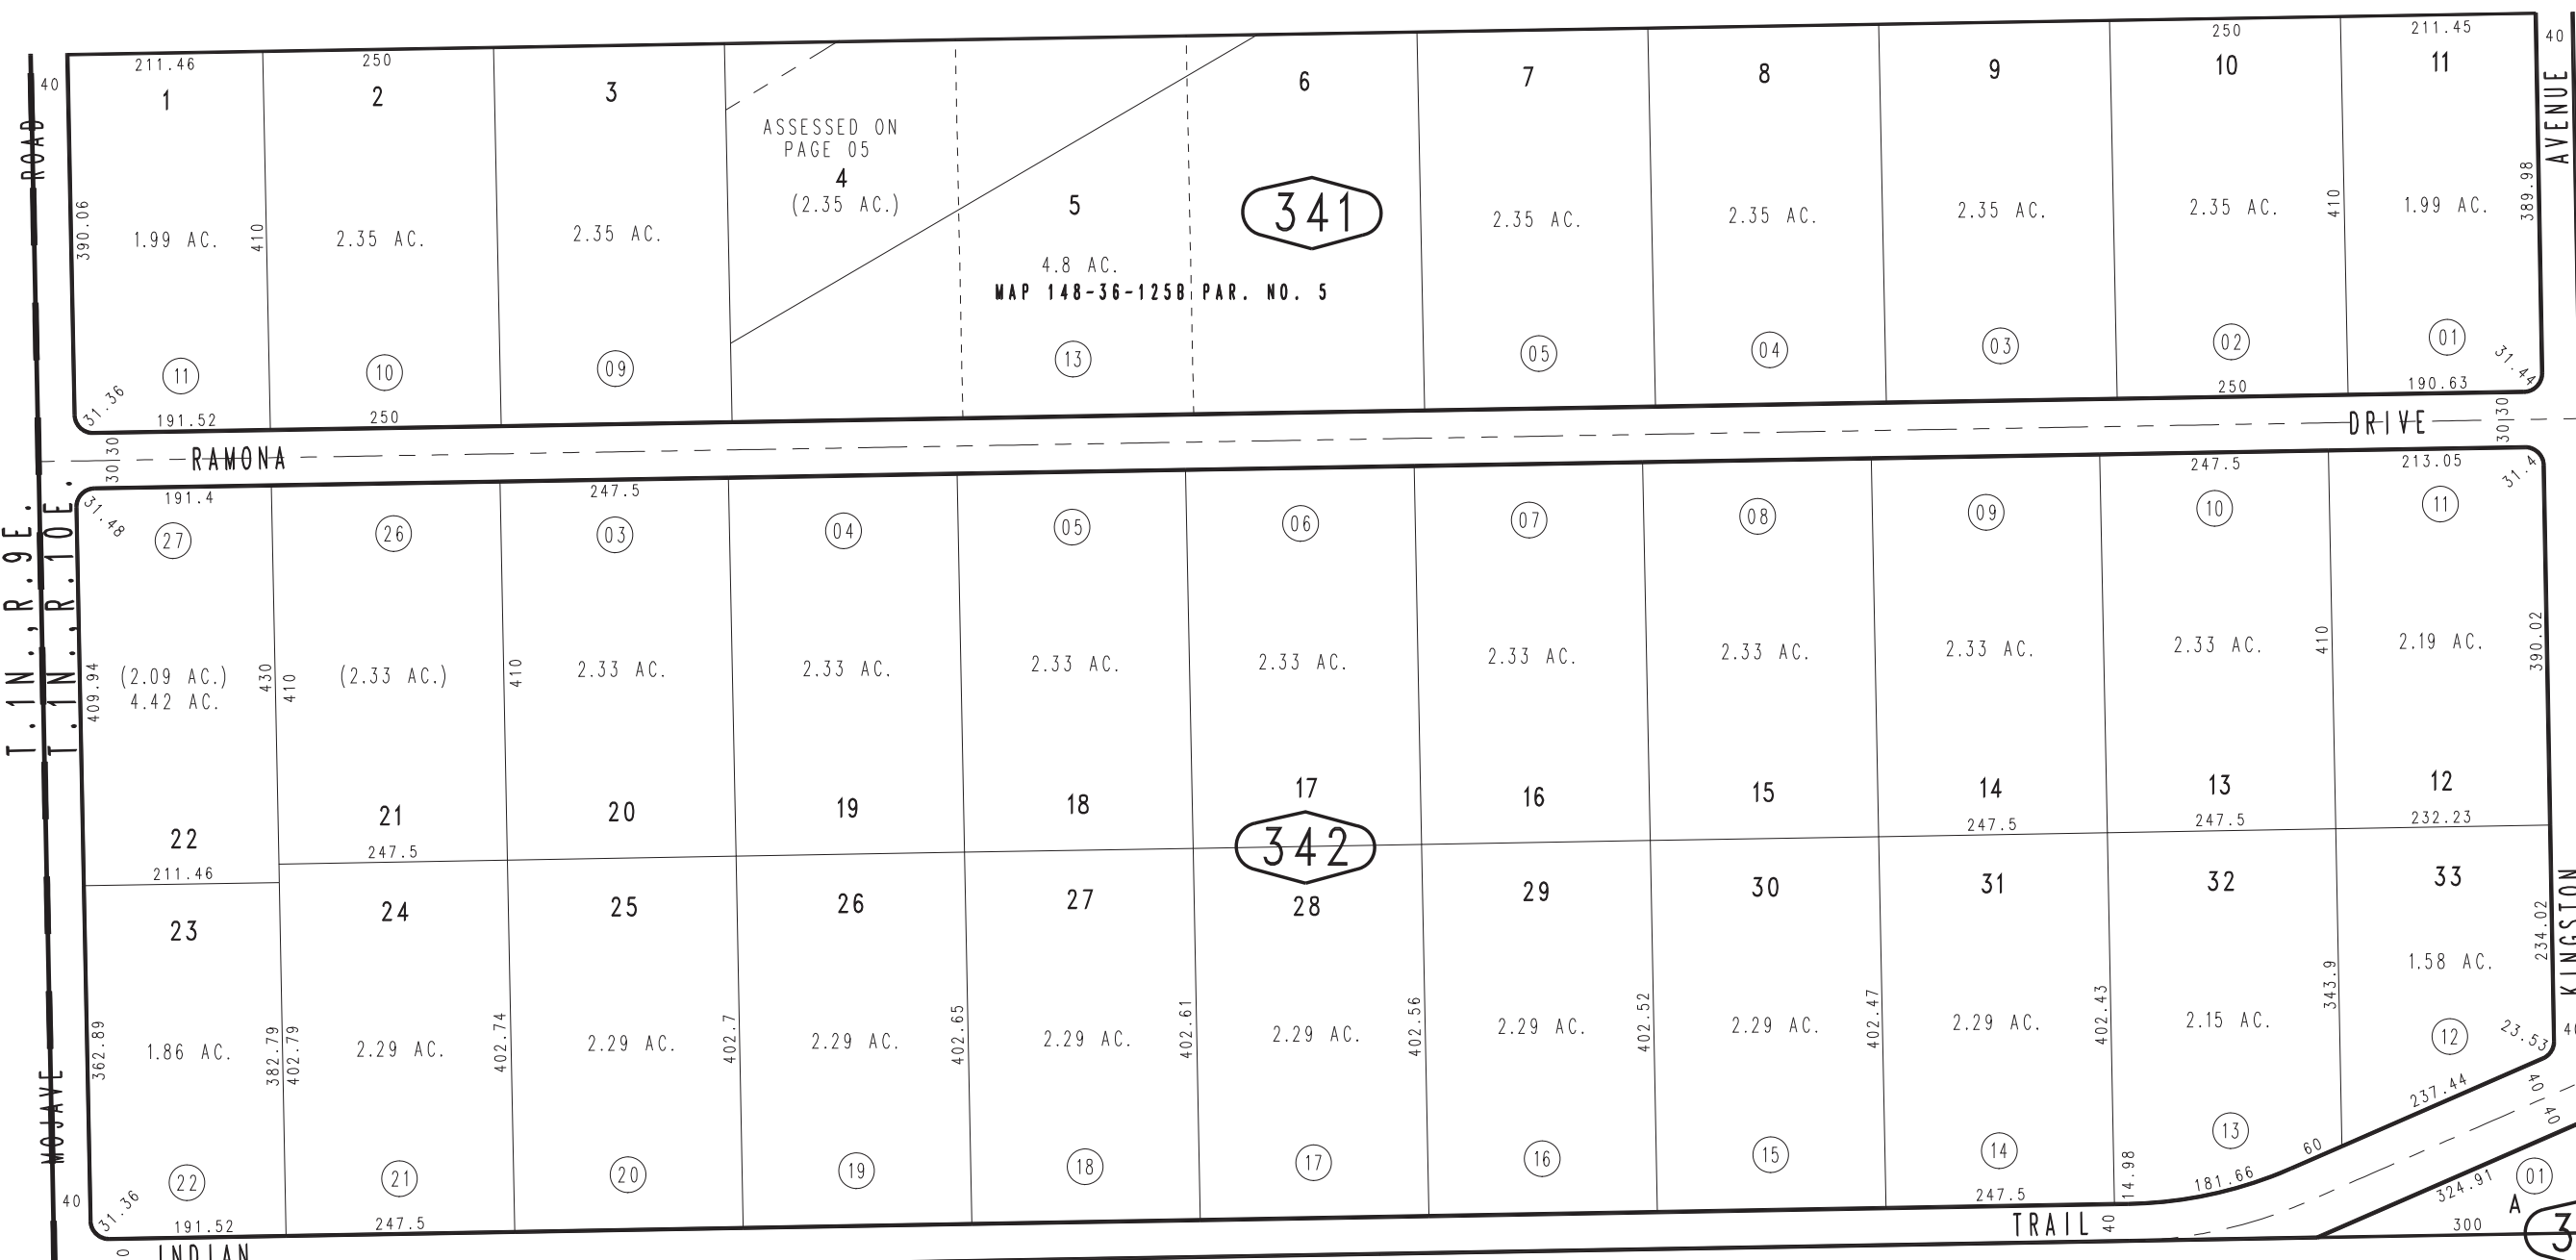 211.46
250
250
211.45
40
40
1
2
3
6
7
8
9
10
11
ROAD
AVENUE
ASSESSED ON
PAGE 05
4
(2.35 AC.)
5
341
390.06
1.99 AC.
410
2.35 AC.
2.35 AC.
2.35 AC.
2.35 AC.
2.35 AC.
2.35 AC.
410
1.99 AC.
389.98
4.8 AC.
MAP 148-36-125B PAR. NO. 5
11
10
09
13
05
04
03
02
01
31.36
191.52
250
250
190.63
31.44
30 30
RAMONA
DRIVE
30 30
T.1N., R.9E.
T.1N., R.10E.
31.48
191.4
247.5
247.5
213.05
31.4
27
26
03
04
05
06
07
08
09
10
11
409.94
(2.09 AC.)
4.42 AC.
430
410
(2.33 AC.)
410
2.33 AC.
2.33 AC.
2.33 AC.
2.33 AC.
2.33 AC.
2.33 AC.
2.33 AC.
2.33 AC.
410
2.19 AC.
390.02
22
21
20
19
18
17
16
15
14
13
12
211.46
247.5
342
247.5
247.5
232.23
23
24
25
26
27
28
29
30
31
32
33
KINGSTON
234.02
362.89
1.86 AC.
382.79
402.79
2.29 AC.
402.74
2.29 AC.
402.7
2.29 AC.
402.65
2.29 AC.
402.61
2.29 AC.
402.56
2.29 AC.
402.52
2.29 AC.
402.47
2.29 AC.
402.43
2.15 AC.
343.9
1.58 AC.
12
23.53
MOJAVE
237.44
40
40
22
21
20
19
18
17
16
15
14
13
60
40
31.36
191.52
247.5
247.5
14.98
181.66
324.91
01
A
300
INDIAN
TRAIL
40